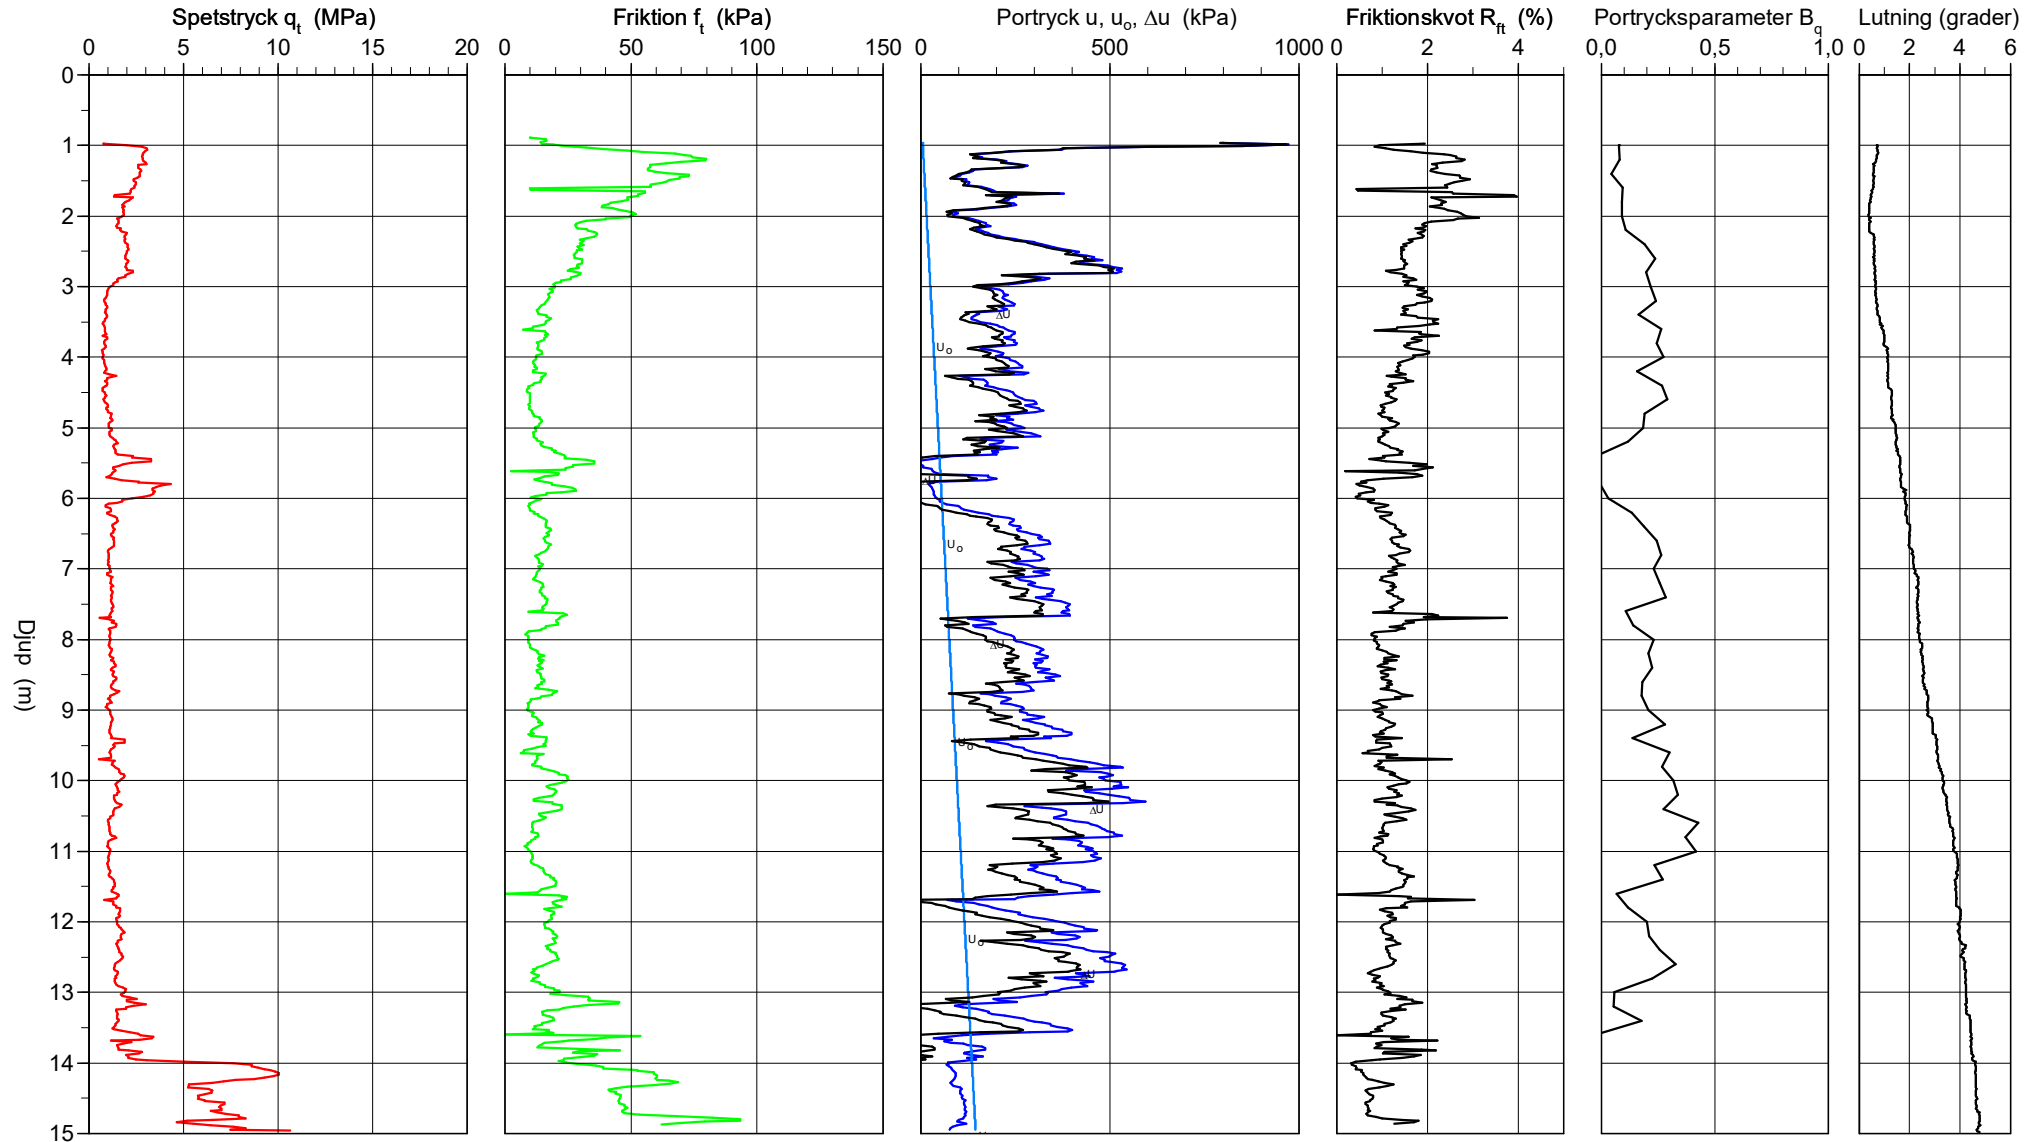 Spetstryck qt (MPa) Friktion ft (kPa) Portryck u, uo, Δu (kPa) Friktionskvot Rft (%) Portrycksparameter Bq Lutning (grader)
0 5 10 15 20 0 50 100 150 0 500 1000 0 2 4 0,0 0,5 1,0 0 2 4 6
0
1
2
3
ΔU
4
Uo
5
ΔU
6
Uo
7
8
ΔU
Djup (m)
9
Uo
10
ΔU
11
12
Uo
ΔU
13
14
15